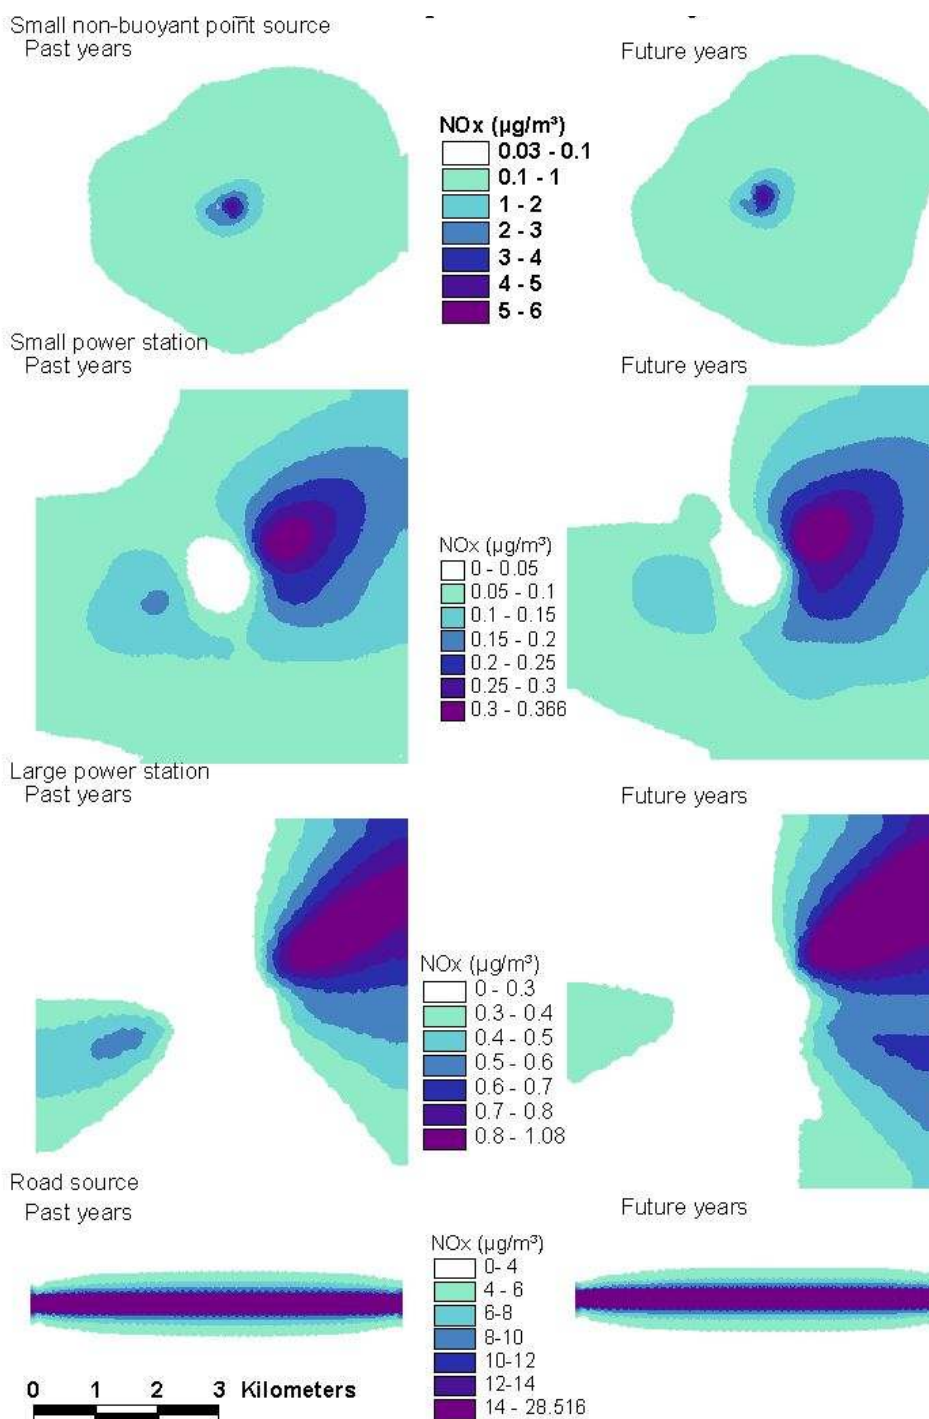 Small non-buoyant point source
Past years
Future years
NOx (µg/m³)
0.03 - 0.1
0.1 - 1
1 - 2
2 - 3
3 - 4
4 - 5
5 - 6
Small power station
Past years
Future years
NOx (µg/m³)
0 - 0.05
0.05 - 0.1
0.1 - 0.15
0.15 - 0.2
0.2 - 0.25
0.25 - 0.3
0.3 - 0.366
Large power station
Past years
Future years
NOx (µg/m³)
0 - 0.3
0.3 - 0.4
0.4 - 0.5
0.5 - 0.6
0.6 - 0.7
0.7 - 0.8
0.8 - 1.08
Road source
Past years
Future years
NOx (µg/m³)
0- 4
4 - 6
6-8
8-10
10-12
12-14
14 - 28.516
0 1 2 3 Kilometers